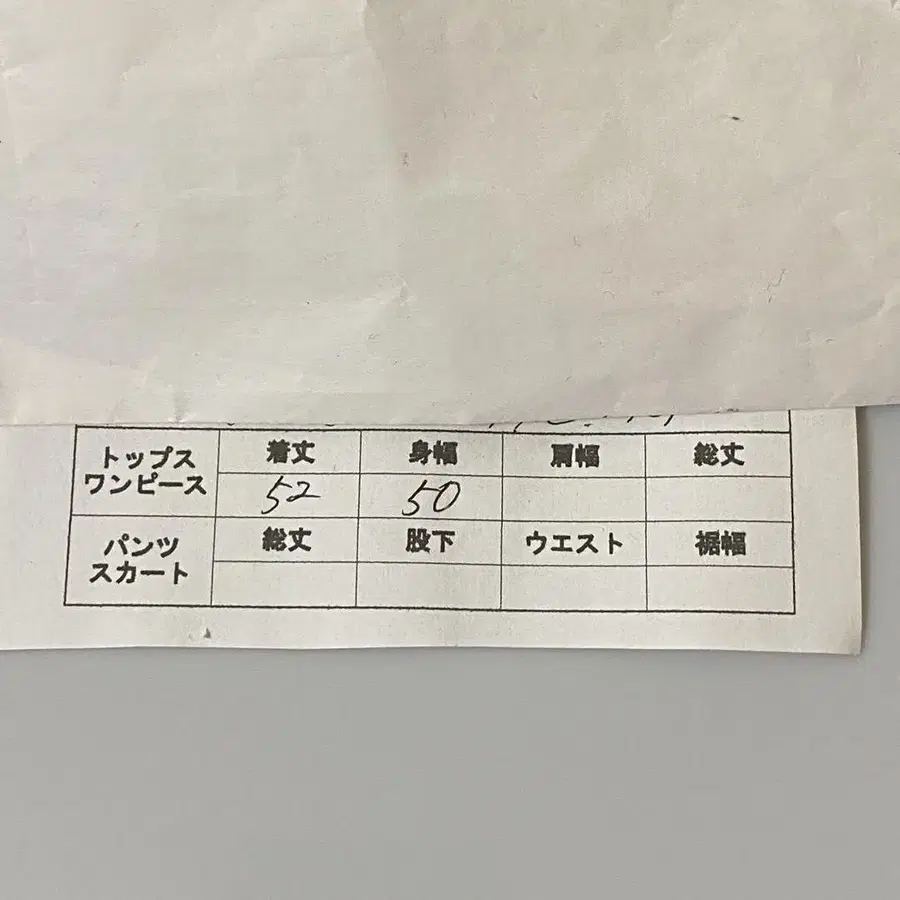 トップス
ワンピース
着丈 身幅 肩幅 総丈
52 50
パンツ
スカート
総丈 股下 ウエスト 裾幅